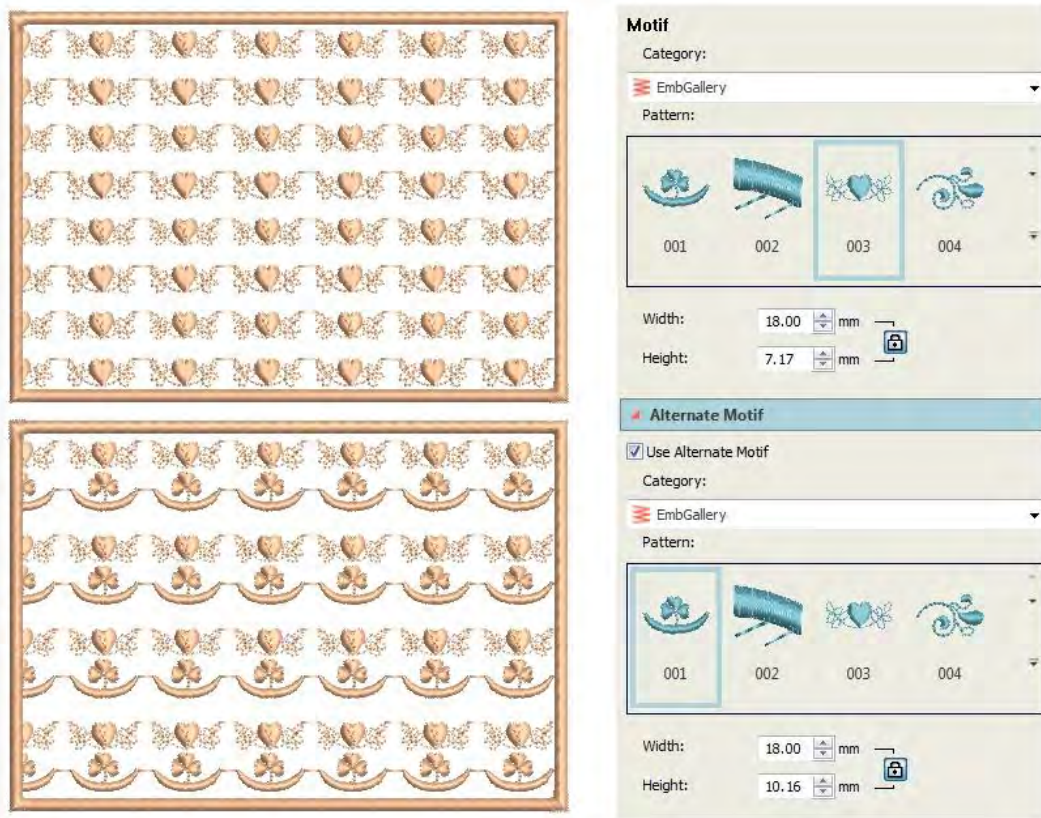 Motif
Category:
EmbGallery
Pattern:
001 002 003 004
Width: 18.00 mm
Height: 7.17 mm
Alternate Motif
Use Alternate Motif
Category:
EmbGallery
Pattern:
001 002 003 004
Width: 18.00 mm
Height: 10.16 mm